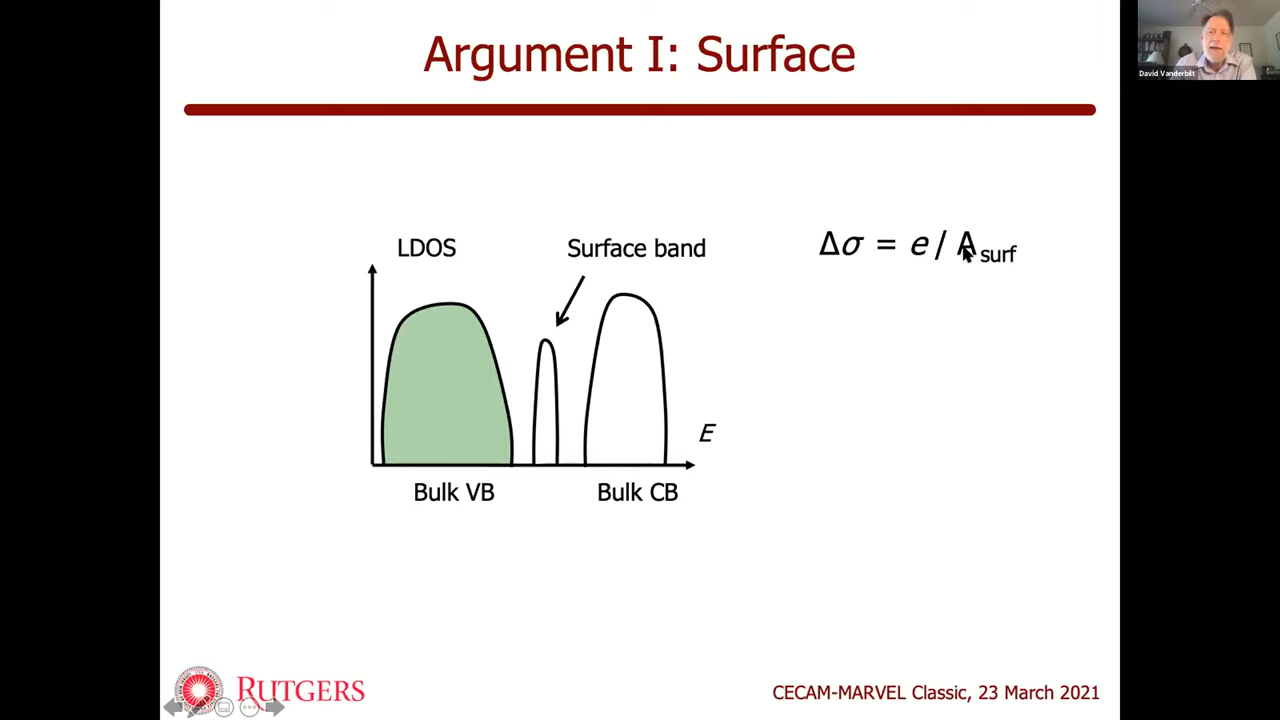 Argument I: Surface
David Vanderbilt
LDOS
Surface band
Δσ = e / A surf
E
Bulk VB
Bulk CB
RUTGERS
CECAM-MARVEL Classic, 23 March 2021